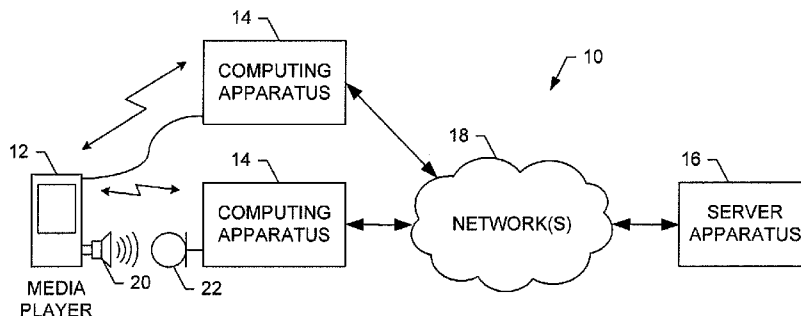 14
COMPUTING
APPARATUS
10
12
18
16
14
COMPUTING
APPARATUS
NETWORK(S)
SERVER
APPARATUS
20
22
MEDIA
PLAYER